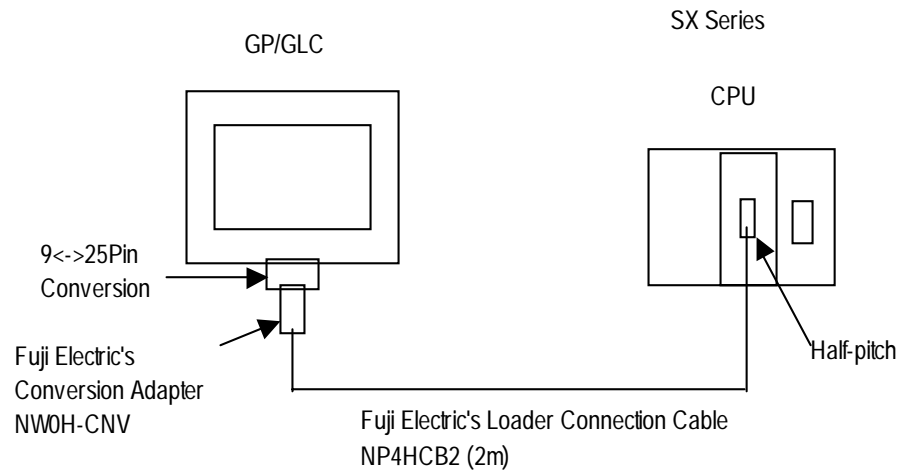 SX Series
GP/GLC
CPU
9<->25Pin
Conversion
Half-pitch
Fuji Electric's
Conversion Adapter
NW0H-CNV
Fuji Electric's Loader Connection Cable
NP4HCB2 (2m)